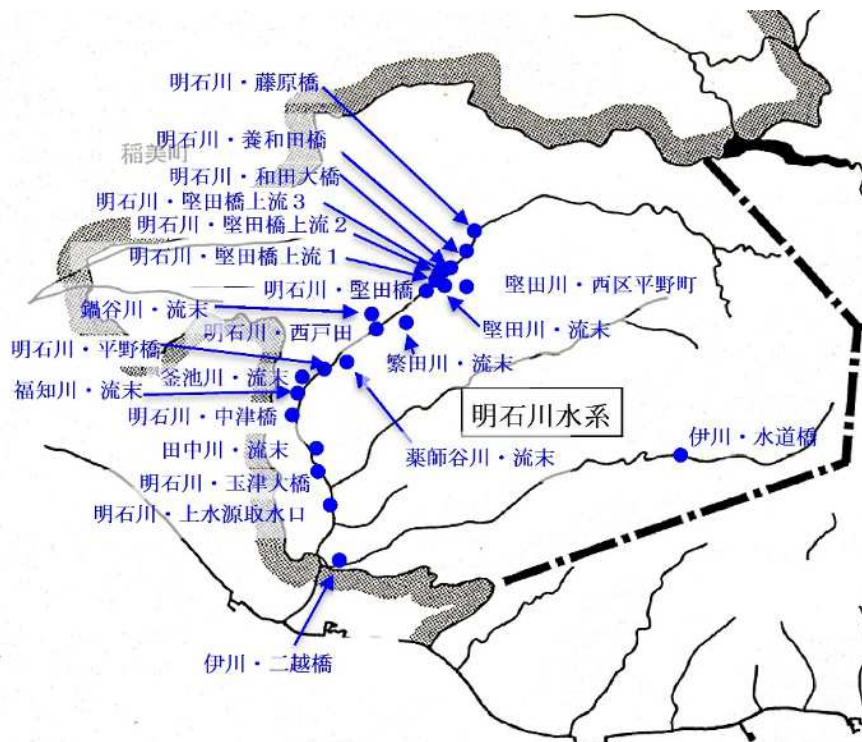 明石川・藤原橋
明石川・養和田橋
稲美町
明石川・和田大橋
明石川・堅田橋上流３
明石川・堅田橋上流２
明石川・堅田橋上流１
明石川・堅田橋
堅田川・西区平野町
鍋谷川・流末
明石川・西戸田
堅田川・流末
明石川・平野橋
繁田川・流末
釜池川・流末
福知川・流末
明石川・中津橋
明石川水系
伊川・水道橋
田中川・流末
薬師谷川・流末
明石川・玉津大橋
明石川・上水源取水口
伊川・二越橋